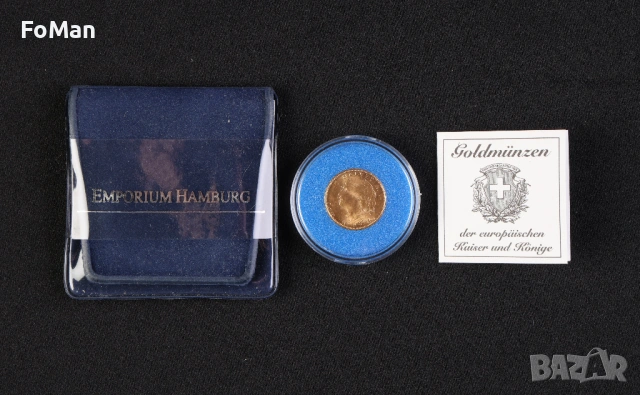 FoMan
EMPORIUM HAMBURG
Goldmünzen
der europäischen
Kaiser und Könige
BAZAR